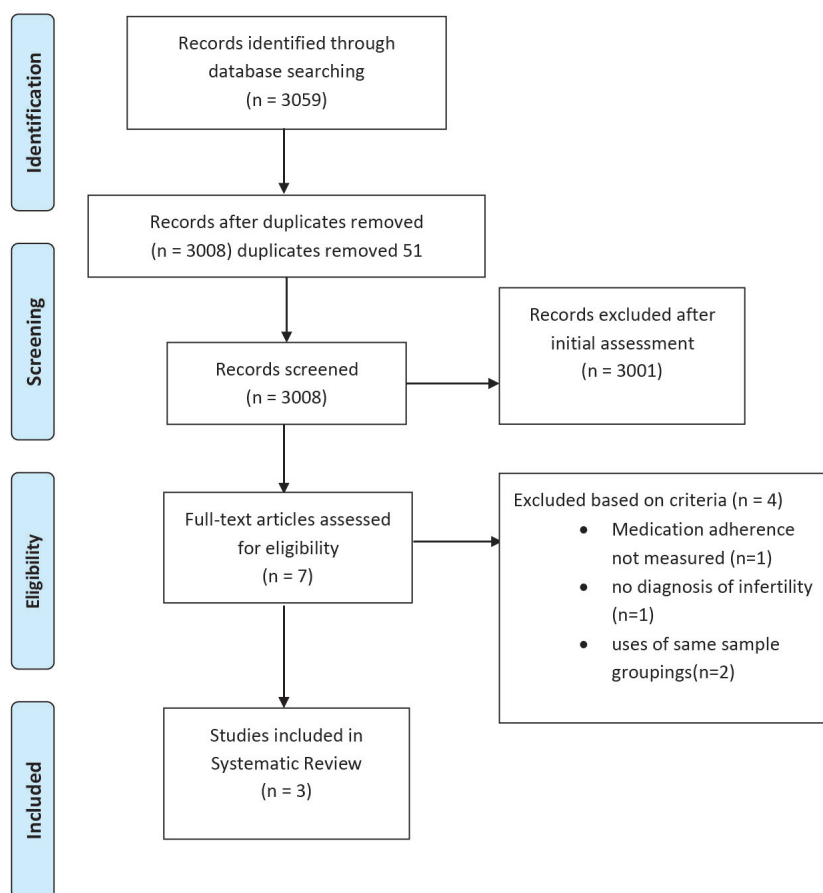 Identification
Records identified through
database searching
(n = 3059)
Records after duplicates removed
(n = 3008) duplicates removed 51
Screening
Records screened
(n = 3008)
Records excluded after
initial assessment
(n = 3001)
Eligibility
Full-text articles assessed
for eligibility
(n = 7)
Excluded based on criteria (n = 4)
• Medication adherence
not measured (n=1)
• no diagnosis of infertility
(n=1)
• uses of same sample
groupings(n=2)
Included
Studies included in
Systematic Review
(n = 3)